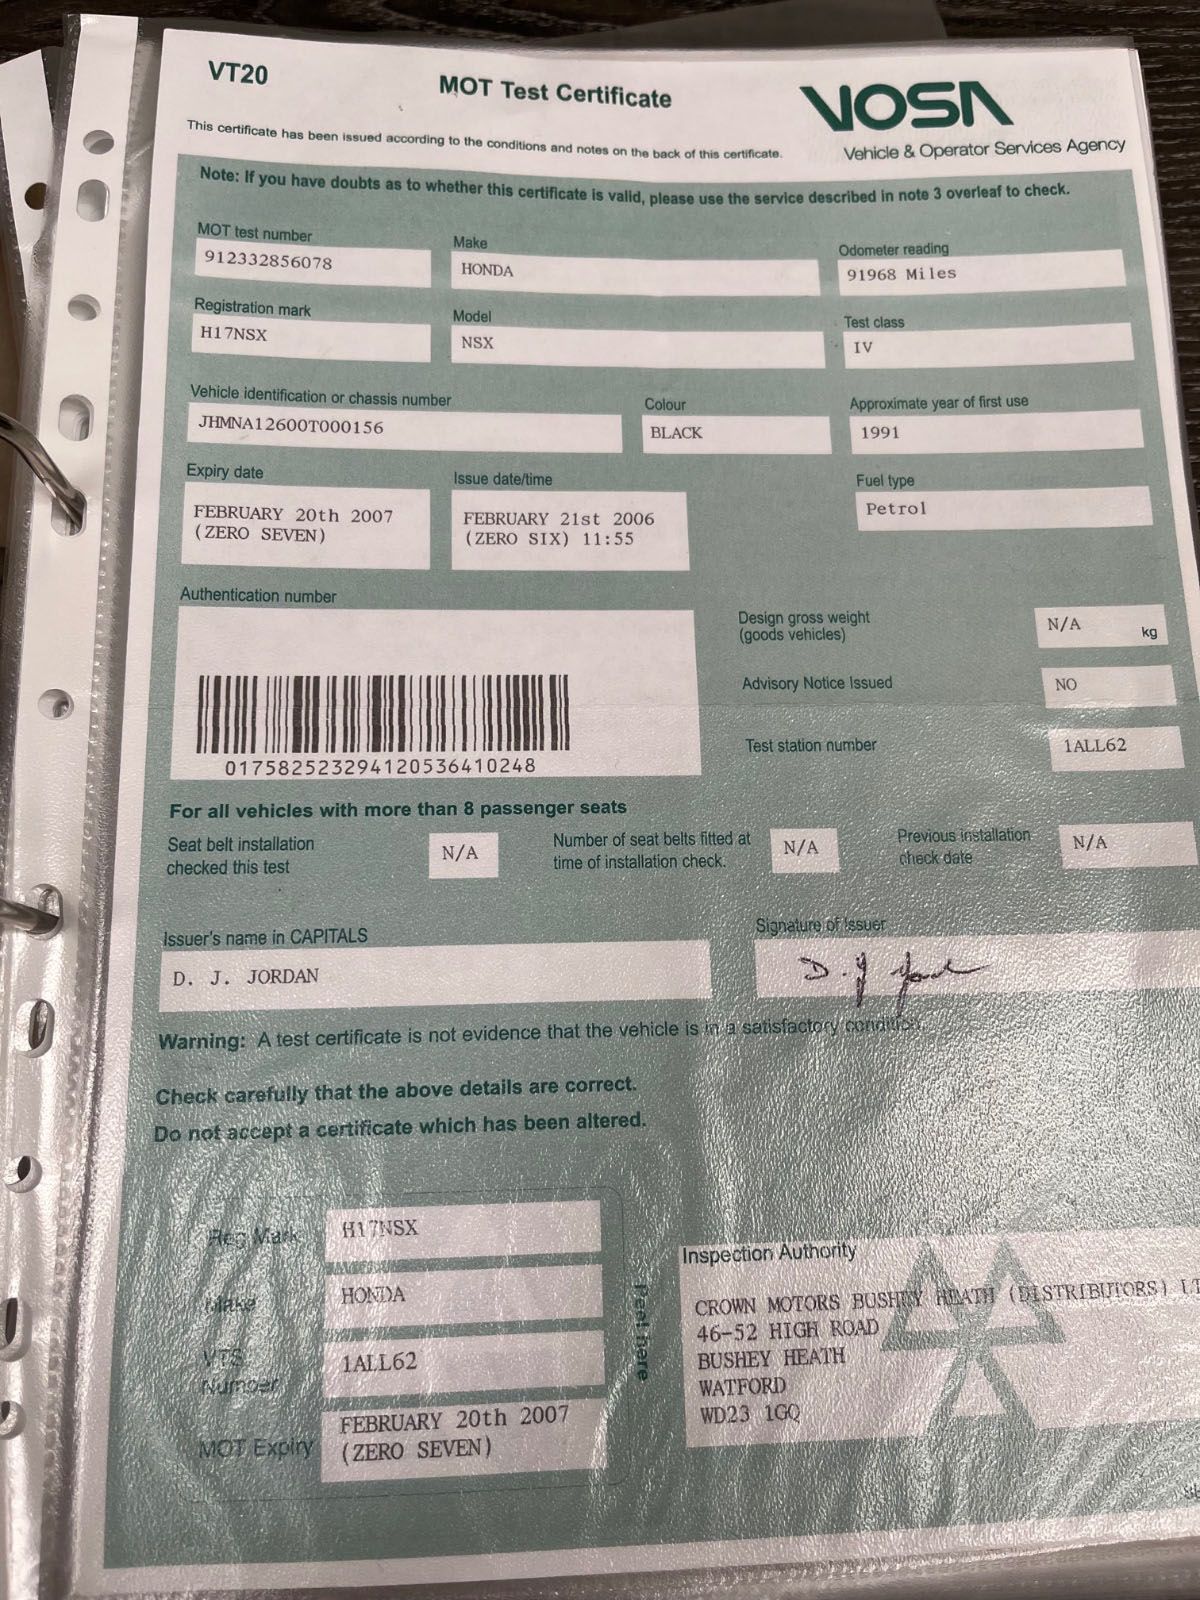 VT20
MOT Test Certificate
VOSA
Vehicle & Operator Services Agency
This certificate has been issued according to the conditions and notes on the back of this certificate.
Note: If you have doubts as to whether this certificate is valid, please use the service described in note 3 overleaf to check.
MOT test number
912332856078
Make
HONDA
Odometer reading
91968 Miles
Registration mark
H17NSX
Model
NSX
Test class
IV
Vehicle identification or chassis number
JHMNA12600T000156
Colour
BLACK
Approximate year of first use
1991
Expiry date
FEBRUARY 20th 2007
(ZERO SEVEN)
Issue date/time
FEBRUARY 21st 2006
(ZERO SIX) 11:55
Fuel type
Petrol
Authentication number
017582523294120536410248
Design gross weight
(goods vehicles)
N/A
kg
Advisory Notice Issued
NO
Test station number
1ALL62
For all vehicles with more than 8 passenger seats
Seat belt installation
checked this test
N/A
Number of seat belts fitted at
time of installation check.
N/A
Previous installation
check date
N/A
Issuer's name in CAPITALS
D. J. JORDAN
Signature of Issuer
D. J
Warning: A test certificate is not evidence that the vehicle is in a satisfactory condition.
Check carefully that the above details are correct.
Do not accept a certificate which has been altered.
Reg Mark
H17NSX
Make
HONDA
VTS
Number
1ALL62
MOT Expiry
FEBRUARY 20th 2007
(ZERO SEVEN)
Peel here
Inspection Authority
CROWN MOTORS BUSHEY HEATH (DISTRIBUTORS)
46-52 HIGH ROAD
BUSHEY HEATH
WATFORD
WD23 1GQ